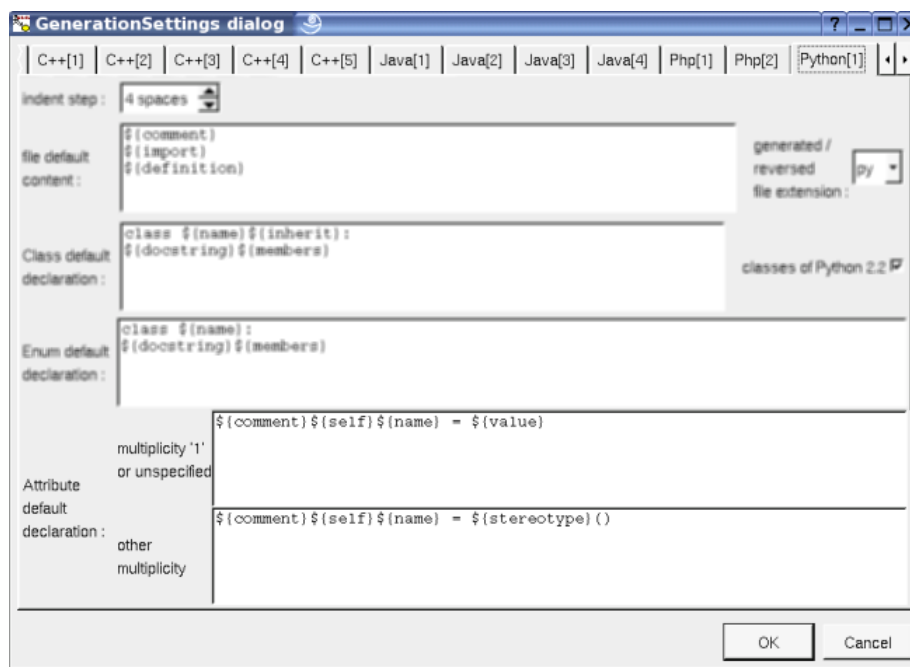 GenerationSettings dialog
C++[1] C++[2] C++[3] C++[4] C++[5] Java[1] Java[2] Java[3] Java[4] Php[1] Php[2] Python[1]
indent step : 4 spaces
file default content :
${comment}
${import}
${definition}
generated / reversed file extension : py
Class default declaration :
class ${name}${inherit}:
${docstring}${members}
classes of Python 2.2
Enum default declaration :
class ${name}:
${docstring}${members}
Attribute default declaration :
multiplicity '1' or unspecified
${comment}${self}${name} = ${value}
other multiplicity
${comment}${self}${name} = ${stereotype}()
OK Cancel